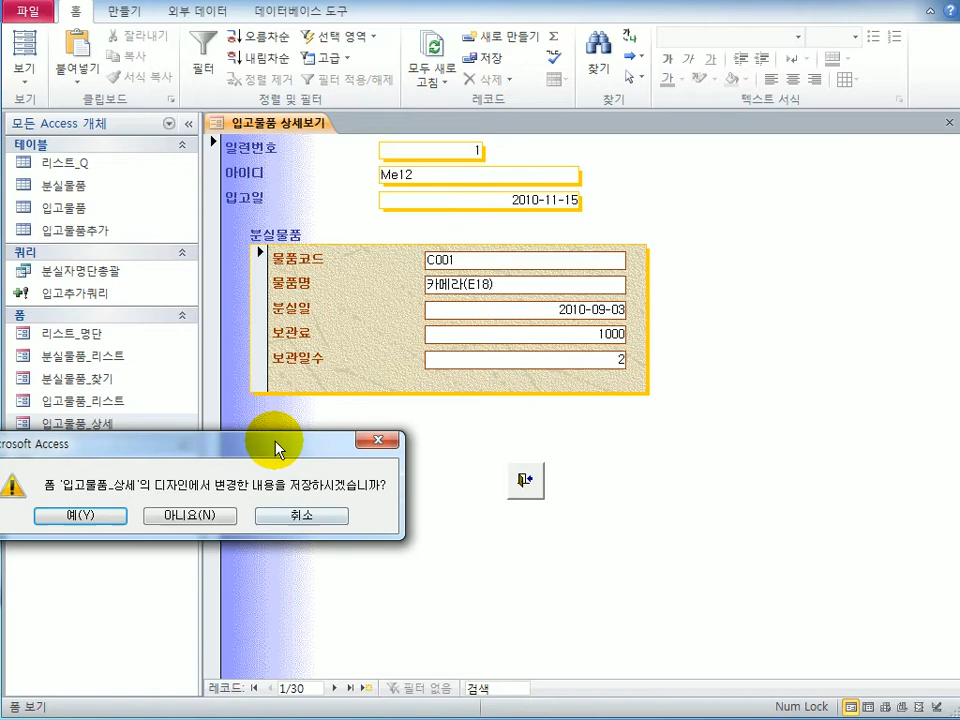 파일 홈 만들기 외부 데이터 데이터베이스 도구
보기
보기
붙여넣기
잘라내기
복사
서식 복사
클립보드
필터
오름차순
내림차순
정렬 제거
선택 영역
고급
필터 적용/해제
정렬 및 필터
모두 새로 고침
새로 만들기
저장
삭제
레코드
찾기
찾기
가 가 가
가
텍스트 서식
모든 Access 개체
테이블
리스트_Q
분실물품
입고물품
입고물품추가
쿼리
분실자명단총괄
입고추가쿼리
폼
리스트_명단
분실물품_리스트
분실물품_찾기
입고물품_리스트
입고물품_상세
입고물품 상세보기
일련번호 1
아이디 Me12
입고일 2010-11-15
분실물품
물품코드 C001
물품명 카메라(E18)
분실일 2010-09-03
보관료 1000
보관일수 2
crosoft Access
폼 '입고물품_상세'의 디자인에서 변경한 내용을 저장하시겠습니까?
예(Y) 아니요(N) 취소
레코드: 1/30 필터 없음 검색
폼 보기 Num Lock